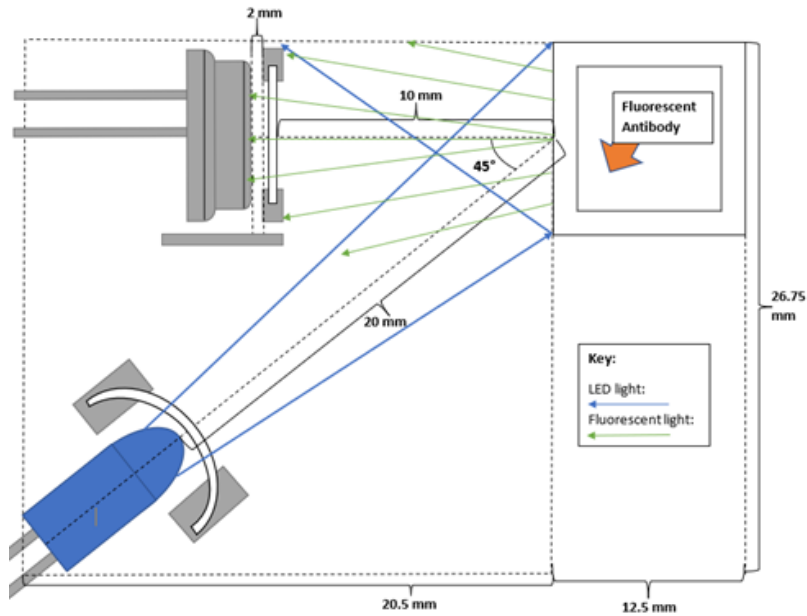 2 mm
10 mm
Fluorescent
Antibody
45°
26.75
mm
20 mm
Key:
LED light:
Fluorescent light:
20.5 mm
12.5 mm